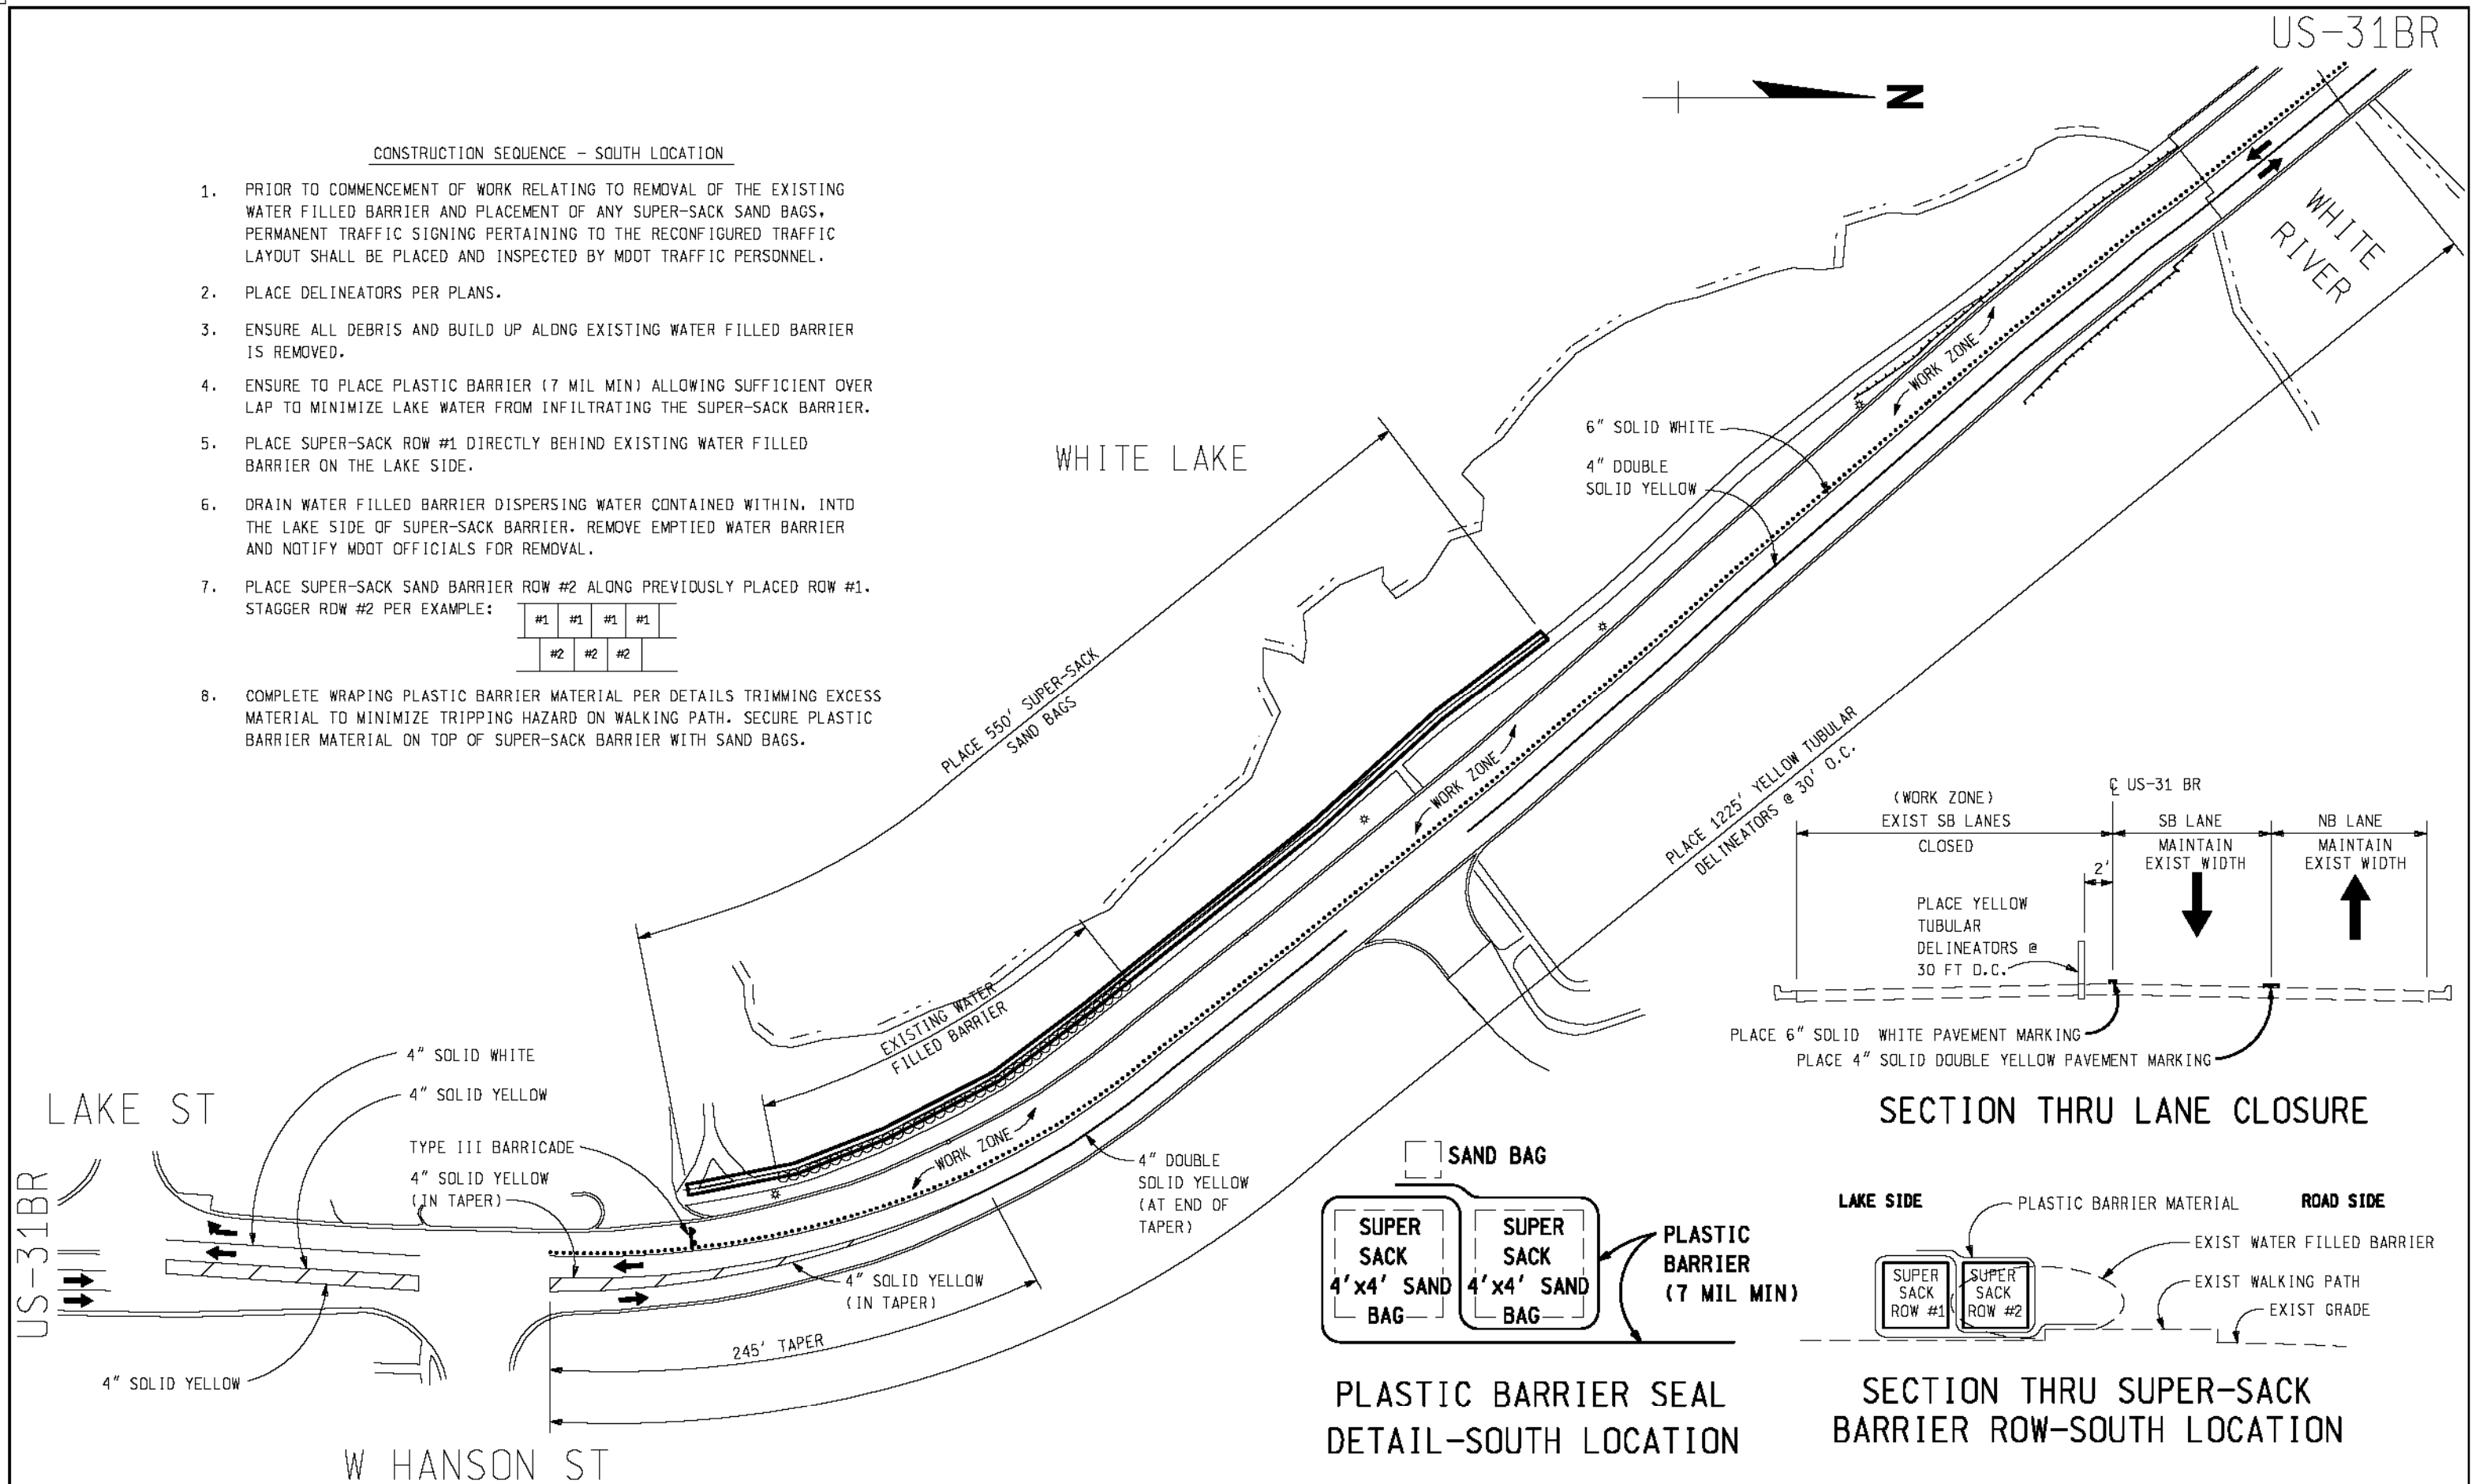 US-31BR
N
CONSTRUCTION SEQUENCE - SOUTH LOCATION
1. PRIOR TO COMMENCEMENT OF WORK RELATING TO REMOVAL OF THE EXISTING
WATER FILLED BARRIER AND PLACEMENT OF ANY SUPER-SACK SAND BAGS,
PERMANENT TRAFFIC SIGNING PERTAINING TO THE RECONFIGURED TRAFFIC
LAYOUT SHALL BE PLACED AND INSPECTED BY MDOT TRAFFIC PERSONNEL.
2. PLACE DELINEATORS PER PLANS.
3. ENSURE ALL DEBRIS AND BUILD UP ALONG EXISTING WATER FILLED BARRIER
IS REMOVED.
4. ENSURE TO PLACE PLASTIC BARRIER (7 MIL MIN) ALLOWING SUFFICIENT OVER
LAP TO MINIMIZE LAKE WATER FROM INFILTRATING THE SUPER-SACK BARRIER.
5. PLACE SUPER-SACK ROW #1 DIRECTLY BEHIND EXISTING WATER FILLED
BARRIER ON THE LAKE SIDE.
6. DRAIN WATER FILLED BARRIER DISPERSING WATER CONTAINED WITHIN, INTO
THE LAKE SIDE OF SUPER-SACK BARRIER. REMOVE EMPTIED WATER BARRIER
AND NOTIFY MDOT OFFICIALS FOR REMOVAL.
7. PLACE SUPER-SACK SAND BARRIER ROW #2 ALONG PREVIOUSLY PLACED ROW #1.
STAGGER ROW #2 PER EXAMPLE:
#1 #1 #1 #1
#2 #2 #2
8. COMPLETE WRAPING PLASTIC BARRIER MATERIAL PER DETAILS TRIMMING EXCESS
MATERIAL TO MINIMIZE TRIPPING HAZARD ON WALKING PATH. SECURE PLASTIC
BARRIER MATERIAL ON TOP OF SUPER-SACK BARRIER WITH SAND BAGS.
WHITE
RIVER
WORK ZONE
WHITE LAKE
6" SOLID WHITE
4" DOUBLE
SOLID YELLOW
PLACE 550' SUPER-SACK
SAND BAGS
WORK ZONE
PLACE 1225' YELLOW TUBULAR
DELINEATORS @ 30' O.C.
EXISTING WATER
FILLED BARRIER
WORK ZONE
4" SOLID WHITE
4" SOLID YELLOW
TYPE III BARRICADE
4" SOLID YELLOW
(IN TAPER)
LAKE ST
US-31BR
4" SOLID YELLOW
W HANSON ST
4" SOLID YELLOW
(IN TAPER)
245' TAPER
4" DOUBLE
SOLID YELLOW
(AT END OF
TAPER)
℄ US-31 BR
(WORK ZONE)
EXIST SB LANES
CLOSED
SB LANE
MAINTAIN
EXIST WIDTH
NB LANE
MAINTAIN
EXIST WIDTH
2'
PLACE YELLOW
TUBULAR
DELINEATORS @
30 FT O.C.
PLACE 6" SOLID WHITE PAVEMENT MARKING
PLACE 4" SOLID DOUBLE YELLOW PAVEMENT MARKING
SECTION THRU LANE CLOSURE
SAND BAG
SUPER
SACK
4'x4' SAND
BAG
SUPER
SACK
4'x4' SAND
BAG
PLASTIC
BARRIER
(7 MIL MIN)
PLASTIC BARRIER SEAL
DETAIL-SOUTH LOCATION
LAKE SIDE
PLASTIC BARRIER MATERIAL
ROAD SIDE
EXIST WATER FILLED BARRIER
SUPER
SACK
ROW #1
SUPER
SACK
ROW #2
EXIST WALKING PATH
EXIST GRADE
SECTION THRU SUPER-SACK
BARRIER ROW-SOUTH LOCATION